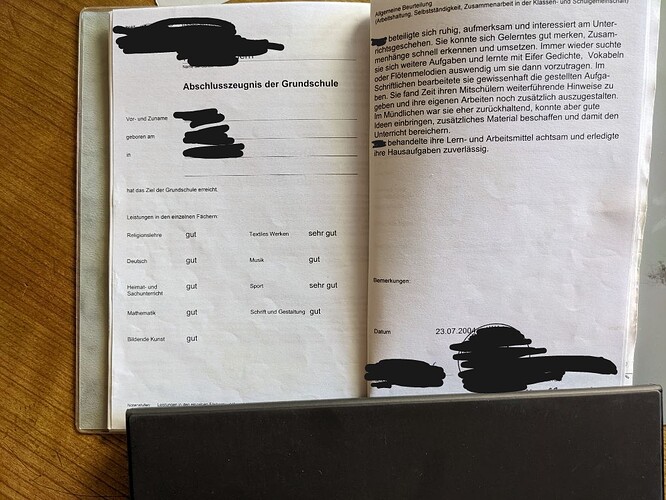 Abschlusszeugnis der Grundschule
Vor- und Zuname
geboren am
in
hat das Ziel der Grundschule erreicht.
Leistungen in den einzelnen Fächern:
Religionslehre gut Textiles Werken sehr gut
Deutsch gut Musik gut
Heimat- und
Sachunterricht gut Sport sehr gut
Mathematik gut Schrift und Gestaltung gut
Bildende Kunst gut
Notenstufen: Leistungen in den einzelnen
Allgemeine Beurteilung
(Arbeitshaltung, Selbstständigkeit, Zusammenarbeit in der Klassen- und Schulgemeinschaft)
beteiligte sich ruhig, aufmerksam und interessiert am Unter-
richtsgeschehen. Sie konnte sich Gelerntes gut merken, Zusam-
menhänge schnell erkennen und umsetzen. Immer wieder suchte
sie sich weitere Aufgaben und lernte mit Eifer Gedichte, Vokabeln
oder Flötenmelodien auswendig um sie dann vorzutragen. Im
Schriftlichen bearbeitete sie gewissenhaft die gestellten Aufga-
ben. Sie fand Zeit ihren Mitschülern weiterführende Hinweise zu
geben und ihre eigenen Arbeiten noch zusätzlich auszugestalten.
Im Mündlichen war sie eher zurückhaltend, konnte aber gute
Ideen einbringen, zusätzliches Material beschaffen und damit den
Unterricht bereichern.
behandelte ihre Lern- und Arbeitsmittel achtsam und erledigte
ihre Hausaufgaben zuverlässig.
Bemerkungen:
Datum 23.07.2004